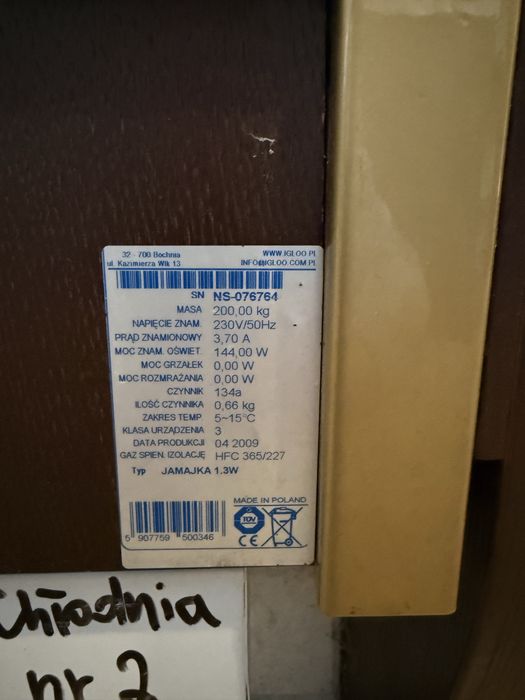 32 - 700 Bochnia WWW.IGLOO.PL
ul. Kazimierza Wlk 13 INFO@IGLOO.COM.PL
SN NS-076764
MASA 200,00 kg
NAPIĘCIE ZNAM. 230V/50Hz
PRĄD ZNAMIONOWY 3,70 A
MOC ZNAM. OŚWIET. 144,00 W
MOC GRZAŁEK 0,00 W
MOC ROZMRAŻANIA 0,00 W
CZYNNIK 134a
ILOŚĆ CZYNNIKA 0,66 kg
ZAKRES TEMP. 5~15°C
KLASA URZĄDZENIA 3
DATA PRODUKCJI 04 2009
GAZ SPIEN. IZOLACJĘ HFC 365/227
Typ JAMAJKA 1.3W
MADE IN POLAND
TÜV
CE
5 907759 500346
Chłodnia
nr 2